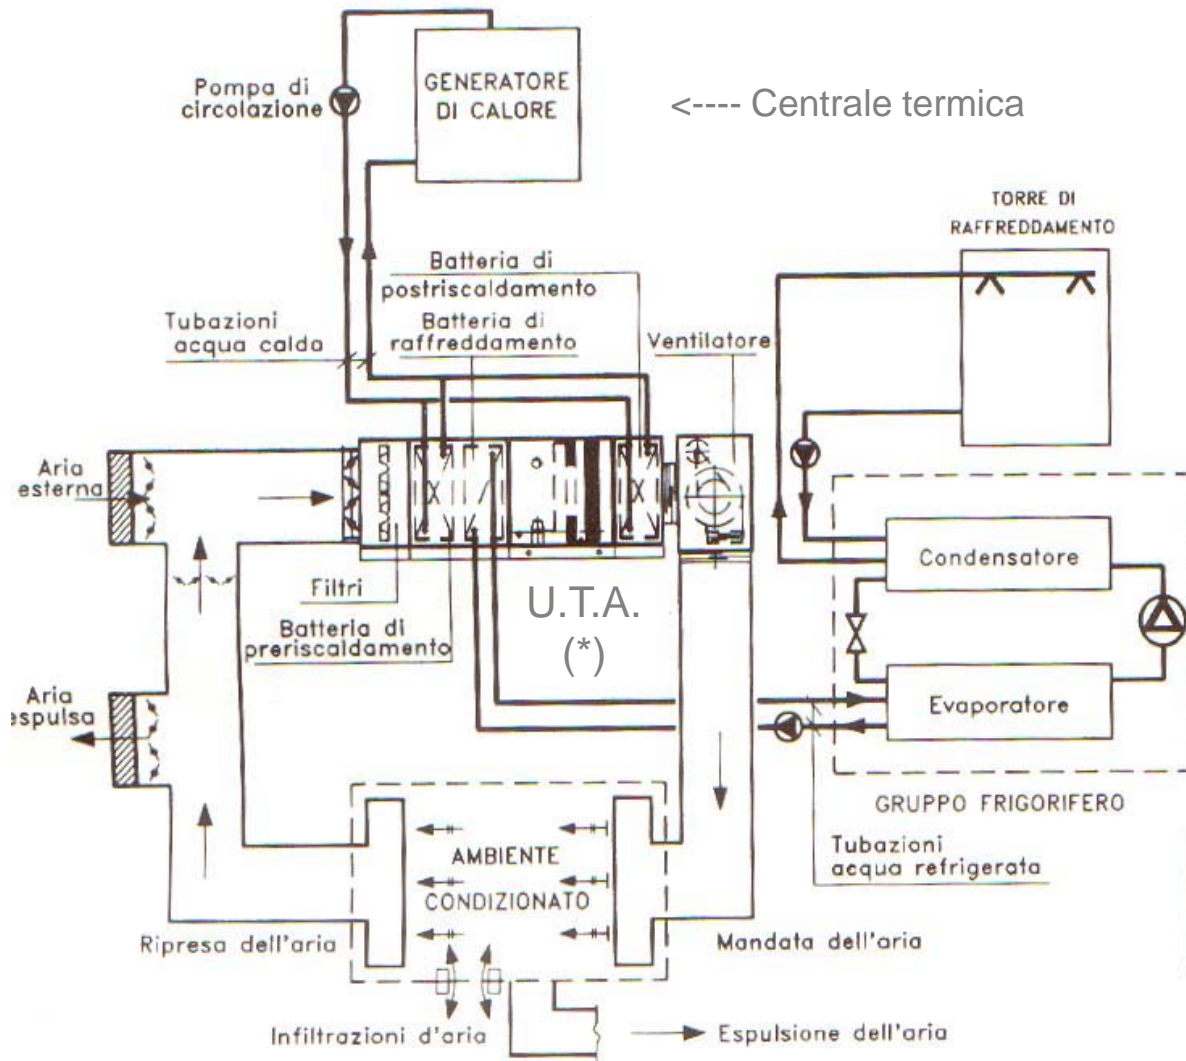 Pompa di
circolazione
GENERATORE
DI CALORE
<---- Centrale termica
TORRE DI
RAFFREDDAMENTO
Batteria di
postriscaldamento
Tubazioni
acqua calda
Batteria di
raffreddamento
Ventilatore
Aria
esterna
Filtri
Batteria di
preriscaldamento
U.T.A.
(*)
Condensatore
Evaporatore
Aria
espulsa
GRUPPO FRIGORIFERO
Tubazioni
acqua refrigerata
AMBIENTE
CONDIZIONATO
Ripresa dell'aria
Mandata dell'aria
Infiltrazioni d'aria
Espulsione dell'aria